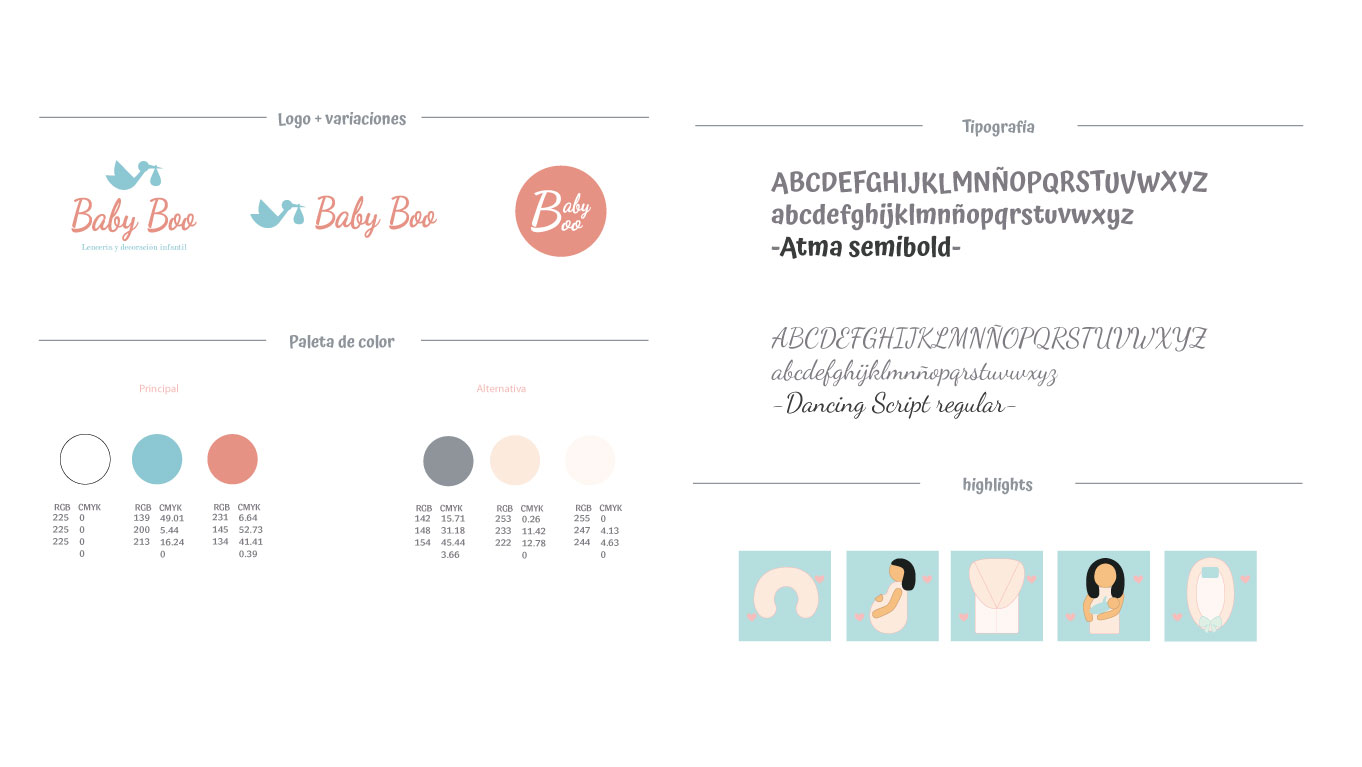 Logo + variaciones
Baby Boo
Lencería y decoración infantil
Baby Boo
Baby
oo
Paleta de color
Principal
Alternativa
RGB CMYK
225 0
225 0
225 0
0
RGB CMYK
139 49.01
200 5.44
213 16.24
0
RGB CMYK
231 6.64
145 52.73
134 41.41
0.39
RGB CMYK
142 15.71
148 31.18
154 45.44
3.66
RGB CMYK
253 0.26
233 11.42
222 12.78
0
RGB CMYK
255 0
247 4.13
244 4.63
0
Tipografía
ABCDEFGHIJKLMNÑOPQRSTUVWXYZ
abcdefghijklmnñopqrstuvwxyz
-Atma semibold-
ABCDEFGHIJKLMNÑOPQRSTUVWXYZ
abcdefghijklmnñopqrstuvwxyz
-Dancing Script regular-
highlights